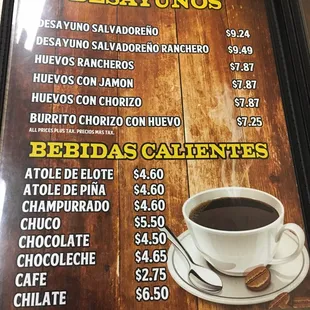 DESAYUNOS
DESAYUNO SALVADOREÑO $9.24
DESAYUNO SALVADOREÑO RANCHERO $9.49
HUEVOS RANCHEROS $7.87
HUEVOS CON JAMON $7.87
HUEVOS CON CHORIZO $7.87
BURRITO CHORIZO CON HUEVO $7.25
ALL PRICES PLUS TAX. PRECIOS MÁS TAX.
BEBIDAS CALIENTES
ATOLE DE ELOTE $4.60
ATOLE DE PIÑA $4.60
CHAMPURRADO $4.60
CHUCO $5.50
CHOCOLATE $4.50
CHOCOLECHE $4.65
CAFE $2.75
CHILATE $6.50